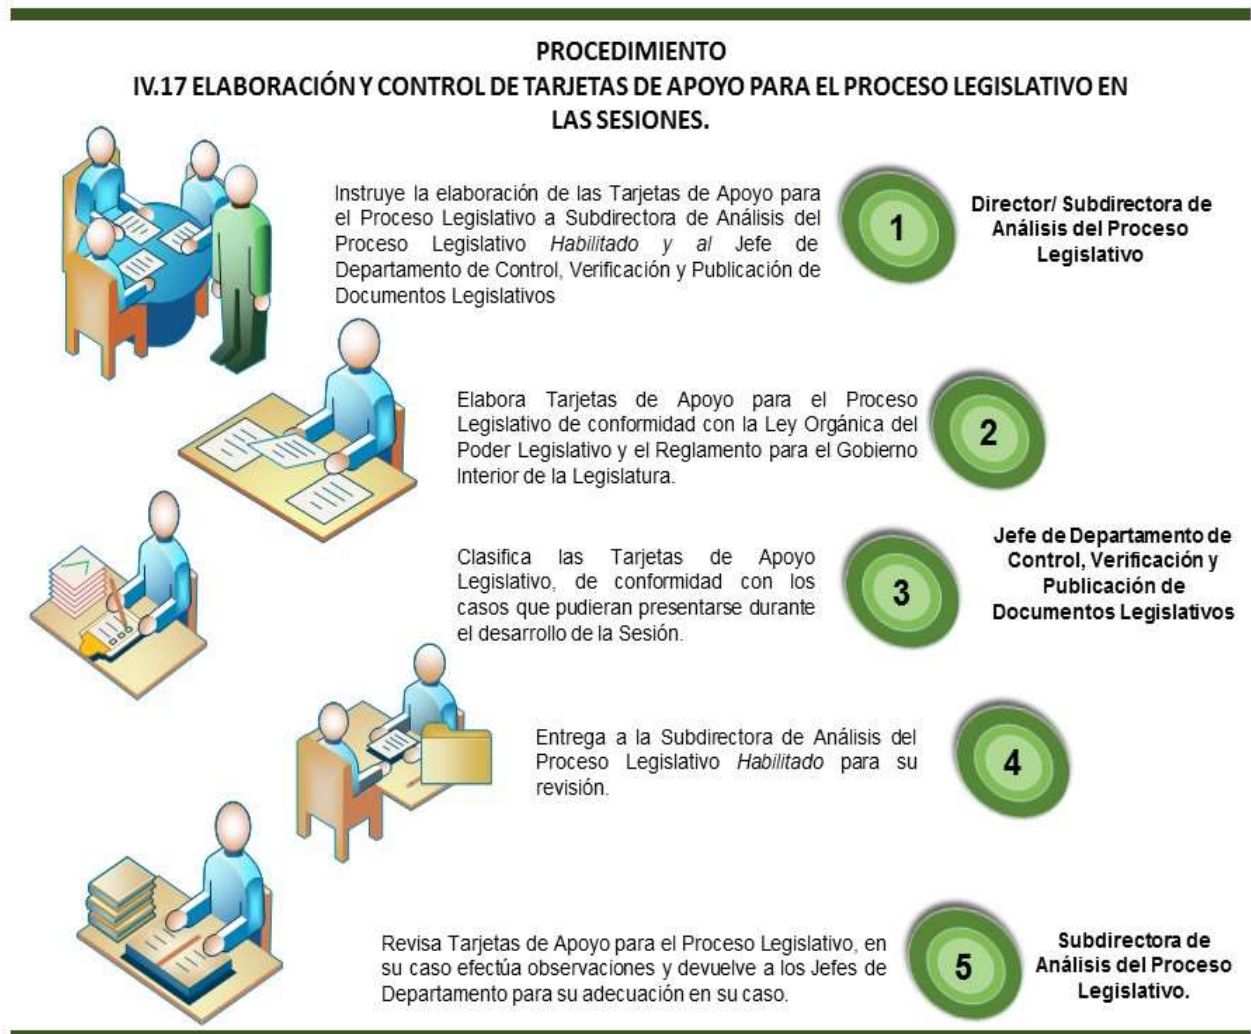 PROCEDIMIENTO
IV.17 ELABORACIÓN Y CONTROL DE TARJETAS DE APOYO PARA EL PROCESO LEGISLATIVO EN
LAS SESIONES.
Instruye la elaboración de las Tarjetas de Apoyo para
el Proceso Legislativo a Subdirectora de Análisis del
Proceso Legislativo Habilitado y al Jefe de
Departamento de Control, Verificación y Publicación de
Documentos Legislativos
1
Director/ Subdirectora de
Análisis del Proceso
Legislativo
Elabora Tarjetas de Apoyo para el Proceso
Legislativo de conformidad con la Ley Orgánica del
Poder Legislativo y el Reglamento para el Gobierno
Interior de la Legislatura.
2
Clasifica las Tarjetas de Apoyo
Legislativo, de conformidad con los
casos que pudieran presentarse durante
el desarrollo de la Sesión.
3
Jefe de Departamento de
Control, Verificación y
Publicación de
Documentos Legislativos
Entrega a la Subdirectora de Análisis del
Proceso Legislativo Habilitado para su
revisión.
4
Revisa Tarjetas de Apoyo para el Proceso Legislativo, en
su caso efectúa observaciones y devuelve a los Jefes de
Departamento para su adecuación en su caso.
5
Subdirectora de
Análisis del Proceso
Legislativo.